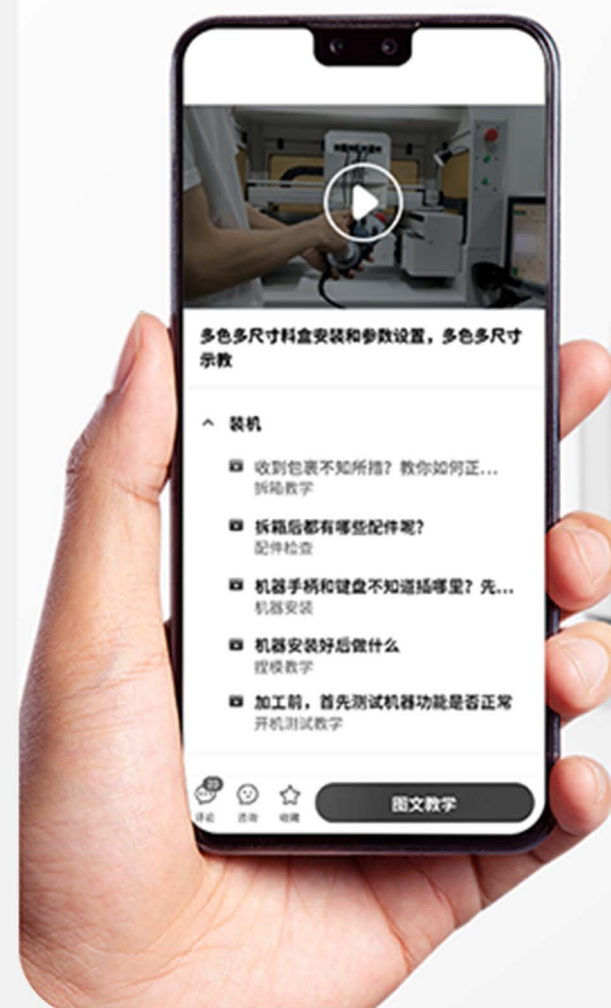 多色多尺寸料盒安装和参数设置，多色多尺寸
示教
装机
收到包裹不知所措？教你如何正...
拆箱教学
拆箱后都有哪些配件呢？
配件检查
机器手柄和键盘不知道插哪里？先...
机器安装
机器安装好后做什么
捏模教学
加工前，首先测试机器功能是否正常
开机测试教学
评论
咨询
收藏
图文教学